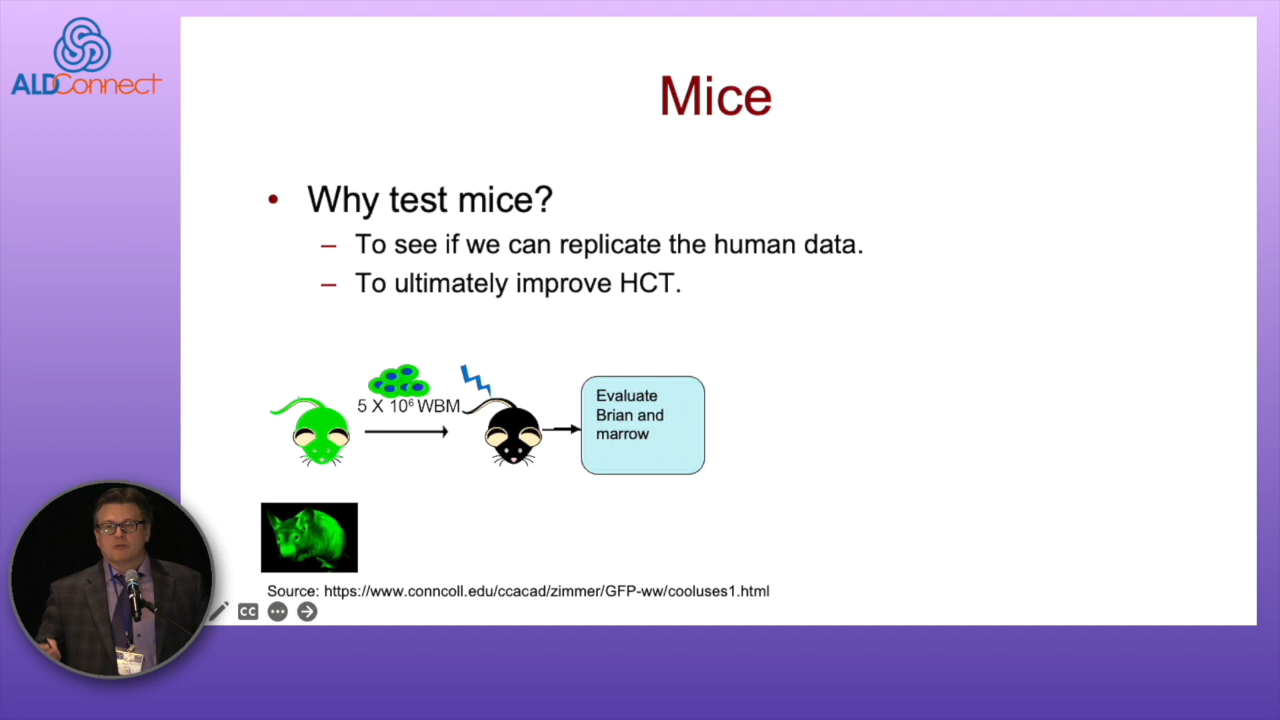 ALDConnect
Mice
• Why test mice?
– To see if we can replicate the human data.
– To ultimately improve HCT.
5 X 10⁶ WBM
Evaluate
Brian and
marrow
Source: https://www.conncoll.edu/ccacad/zimmer/GFP-ww/cooluses1.html
CC